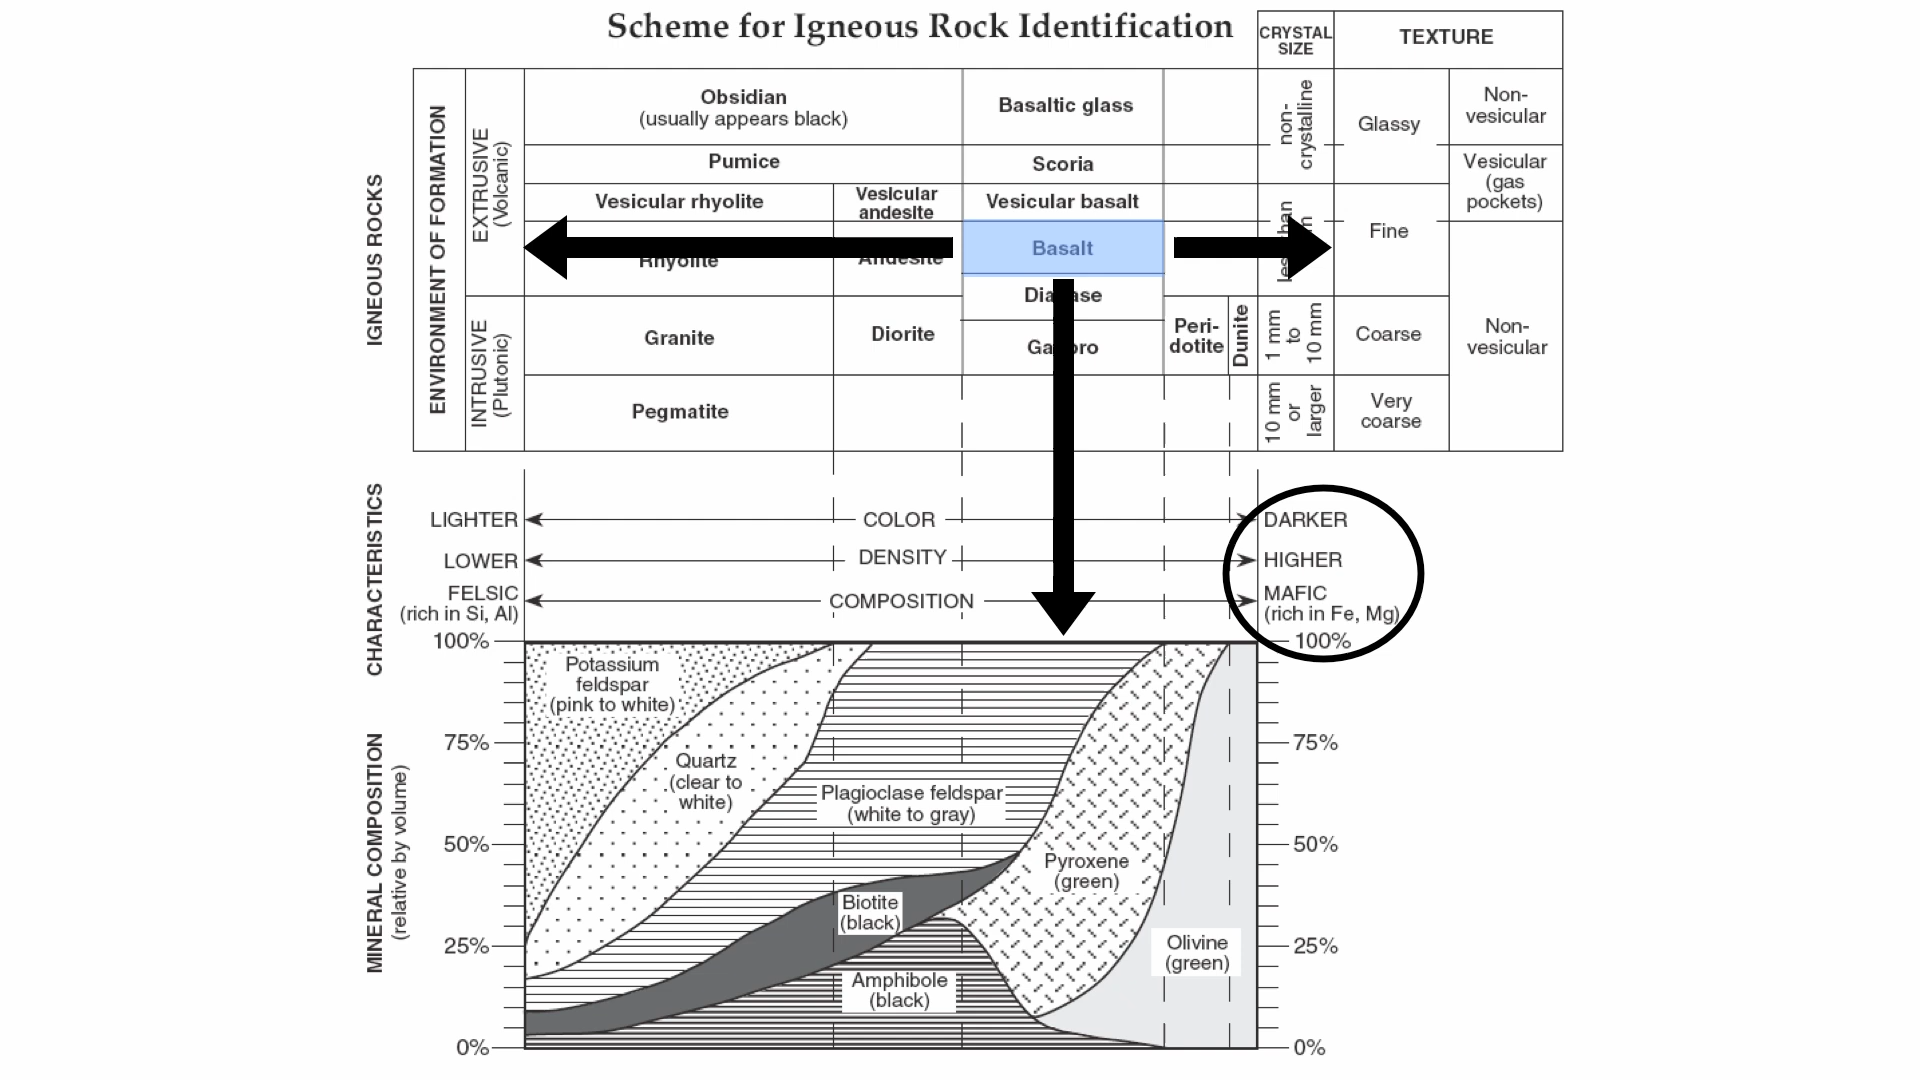 Scheme for Igneous Rock Identification
CRYSTAL
SIZE
TEXTURE
IGNEOUS ROCKS
ENVIRONMENT OF FORMATION
EXTRUSIVE
(Volcanic)
INTRUSIVE
(Plutonic)
Obsidian
(usually appears black)
Basaltic glass
Pumice
Scoria
Vesicular rhyolite
Vesicular
andesite
Vesicular basalt
Rhyolite
Andesite
Basalt
Granite
Diorite
Peri-
dotite
Dunite
Pegmatite
non-
crystalline
Glassy
Non-
vesicular
Vesicular
(gas
pockets)
Fine
1 mm
to
10 mm
Coarse
Non-
vesicular
10 mm
or
larger
Very
coarse
CHARACTERISTICS
LIGHTER
COLOR
DARKER
LOWER
DENSITY
HIGHER
FELSIC
(rich in Si, Al)
COMPOSITION
MAFIC
(rich in Fe, Mg)
MINERAL COMPOSITION
(relative by volume)
100%
75%
50%
25%
0%
Potassium
feldspar
(pink to white)
Quartz
(clear to
white)
Plagioclase feldspar
(white to gray)
Biotite
(black)
Amphibole
(black)
Pyroxene
(green)
Olivine
(green)
100%
75%
50%
25%
0%